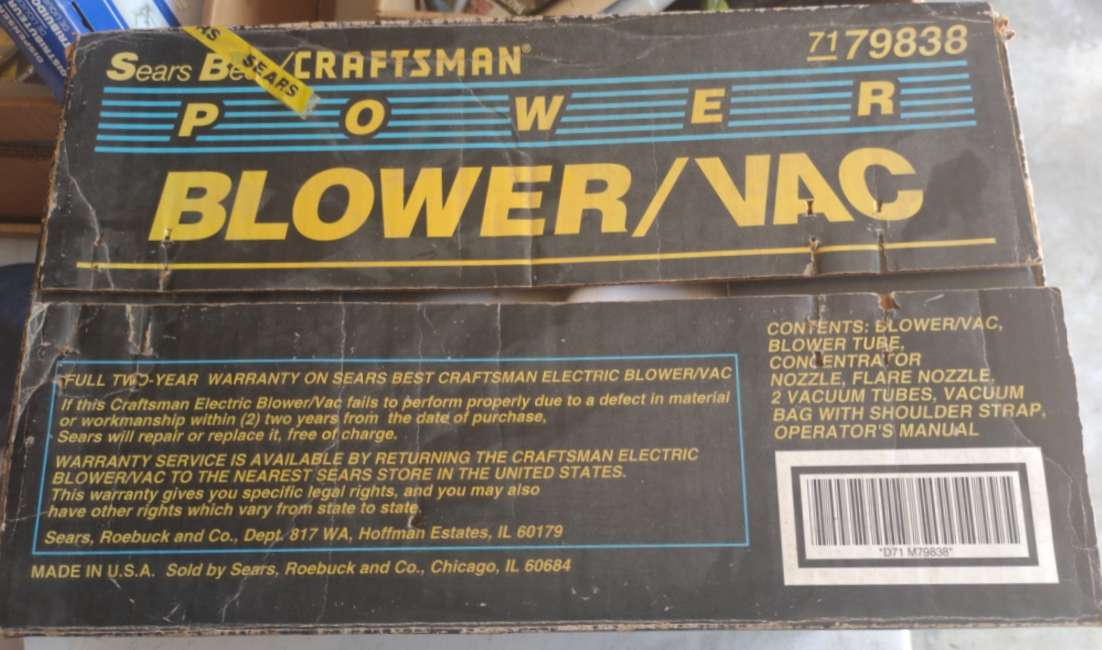 Sears Best/CRAFTSMAN®
7179838
SEARS
POWER
BLOWER/VAC
FULL TWO-YEAR WARRANTY ON SEARS BEST CRAFTSMAN ELECTRIC BLOWER/VAC
If this Craftsman Electric Blower/Vac fails to perform properly due to a defect in material
or workmanship within (2) two years from the date of purchase,
Sears will repair or replace it, free of charge.
WARRANTY SERVICE IS AVAILABLE BY RETURNING THE CRAFTSMAN ELECTRIC
BLOWER/VAC TO THE NEAREST SEARS STORE IN THE UNITED STATES.
This warranty gives you specific legal rights, and you may also
have other rights which vary from state to state.
Sears, Roebuck and Co., Dept. 817 WA, Hoffman Estates, IL 60179
MADE IN U.S.A. Sold by Sears, Roebuck and Co., Chicago, IL 60684
CONTENTS: BLOWER/VAC,
BLOWER TUBE,
CONCENTRATOR
NOZZLE, FLARE NOZZLE,
2 VACUUM TUBES, VACUUM
BAG WITH SHOULDER STRAP,
OPERATOR'S MANUAL
"D71 M79838"